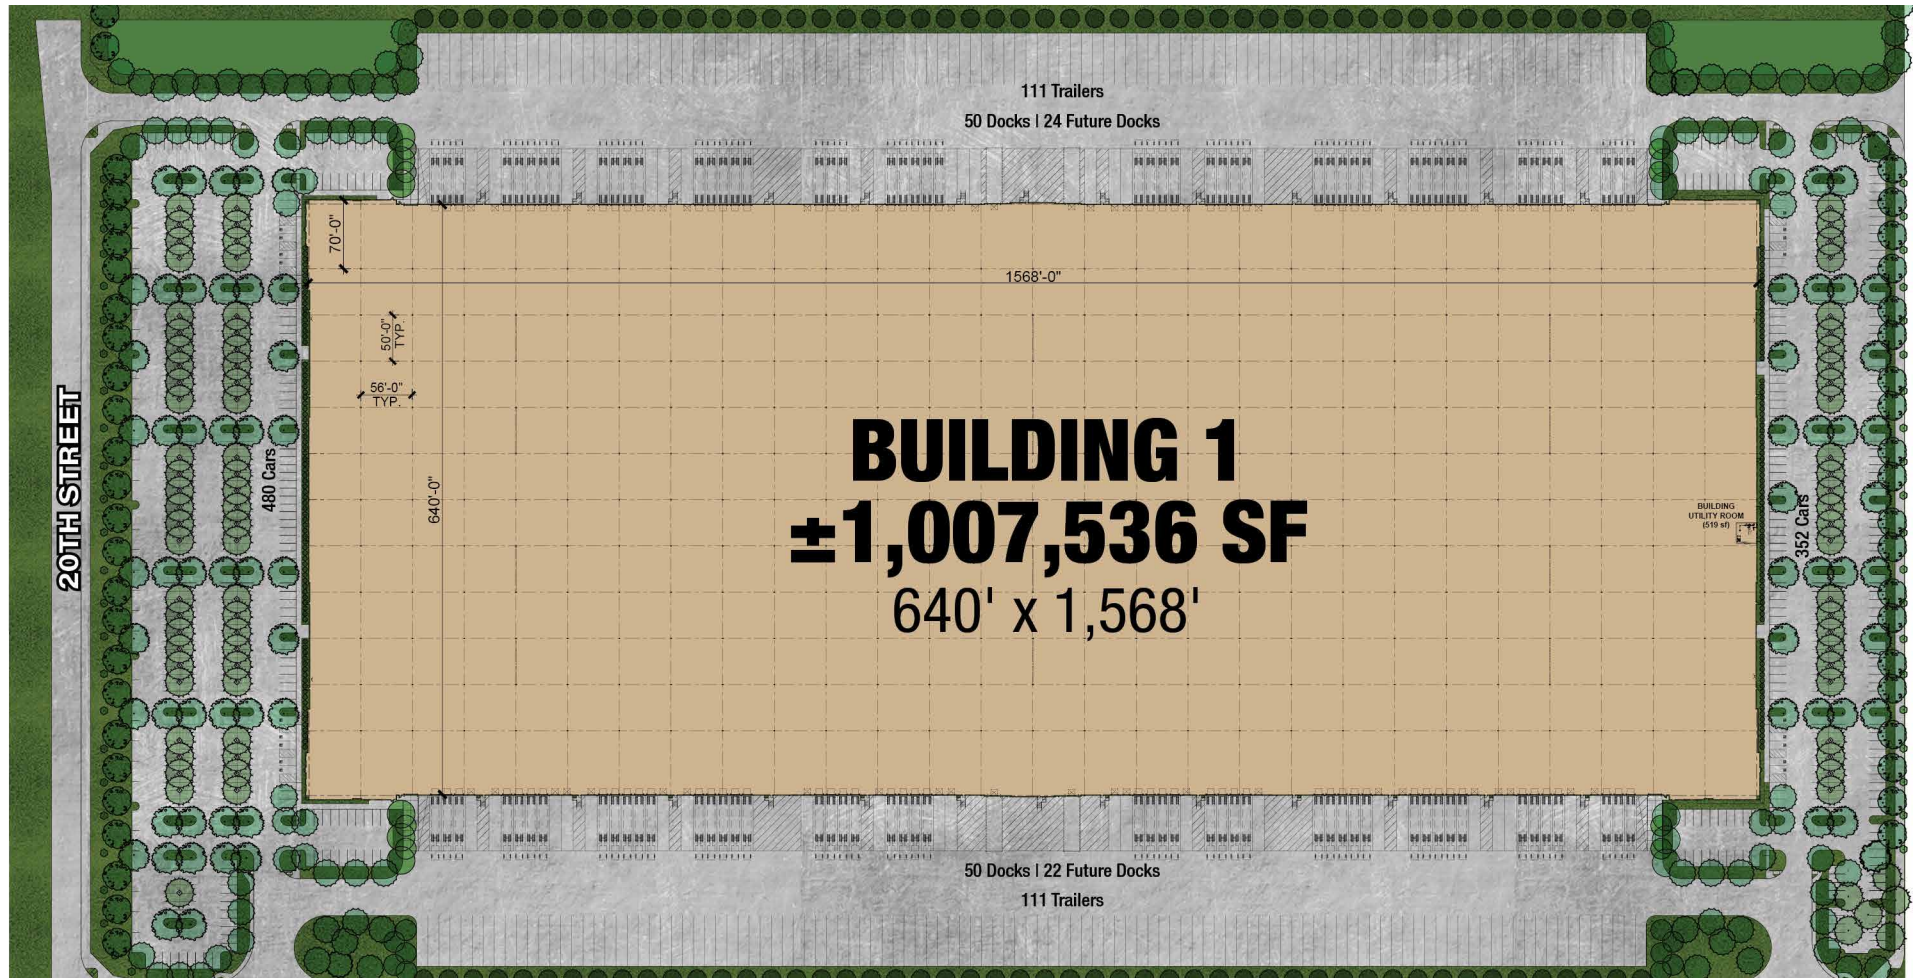 111 Trailers
50 Docks | 24 Future Docks
70'-0"
1568'-0"
50'-0"
TYP.
56'-0"
TYP.
20TH STREET
480 Cars
640'-0"
BUILDING 1
±1,007,536 SF
640' x 1,568'
BUILDING
UTILITY ROOM
(519 sf)
352 Cars
50 Docks | 22 Future Docks
111 Trailers